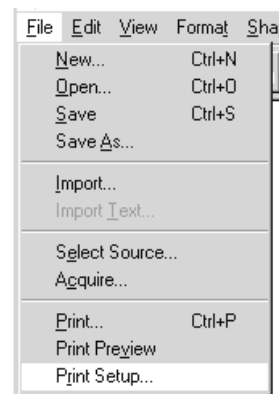 File Edit View Format Sha
New... Ctrl+N
Open... Ctrl+O
Save Ctrl+S
Save As...
Import...
Import Text...
Select Source...
Acquire...
Print... Ctrl+P
Print Preview
Print Setup...